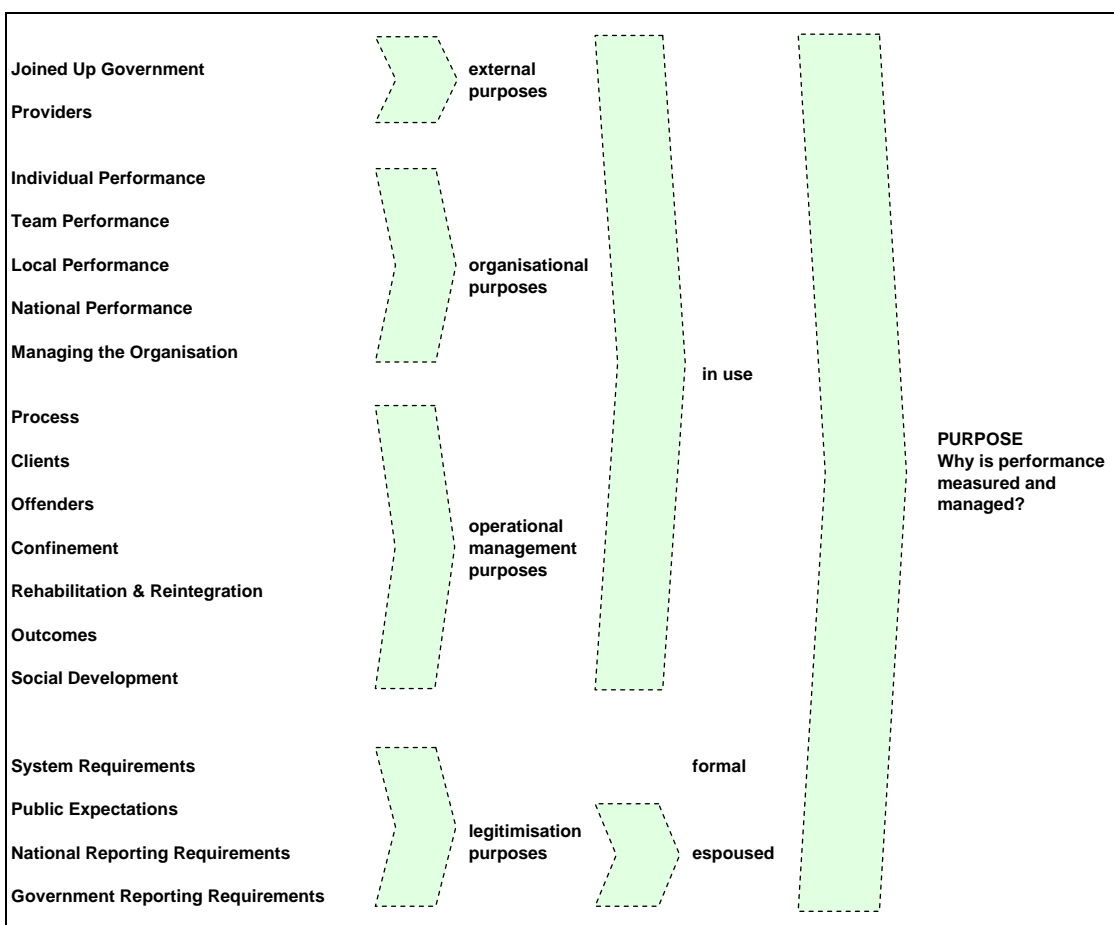 Joined Up Government
Providers
external
purposes
Individual Performance
Team Performance
Local Performance
National Performance
Managing the Organisation
organisational
purposes
Process
Clients
Offenders
Confinement
Rehabilitation & Reintegration
Outcomes
Social Development
operational
management
purposes
in use
System Requirements
Public Expectations
National Reporting Requirements
Government Reporting Requirements
legitimisation
purposes
formal
espoused
PURPOSE
Why is performance
measured and
managed?